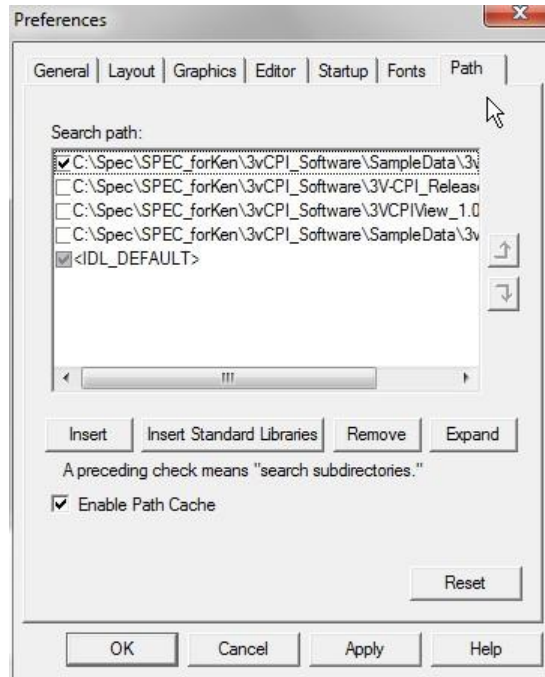 Preferences
General Layout Graphics Editor Startup Fonts Path
Search path:
C:\Spec\SPEC_forKen\3vCPI_Software\SampleData\3v
C:\Spec\SPEC_forKen\3vCPI_Software\3V-CPI_Releas
C:\Spec\SPEC_forKen\3vCPI_Software\3VCPIView_1.0
C:\Spec\SPEC_forKen\3vCPI_Software\SampleData\3v
<IDL_DEFAULT>
Insert Insert Standard Libraries Remove Expand
A preceding check means "search subdirectories."
Enable Path Cache
Reset
OK Cancel Apply Help